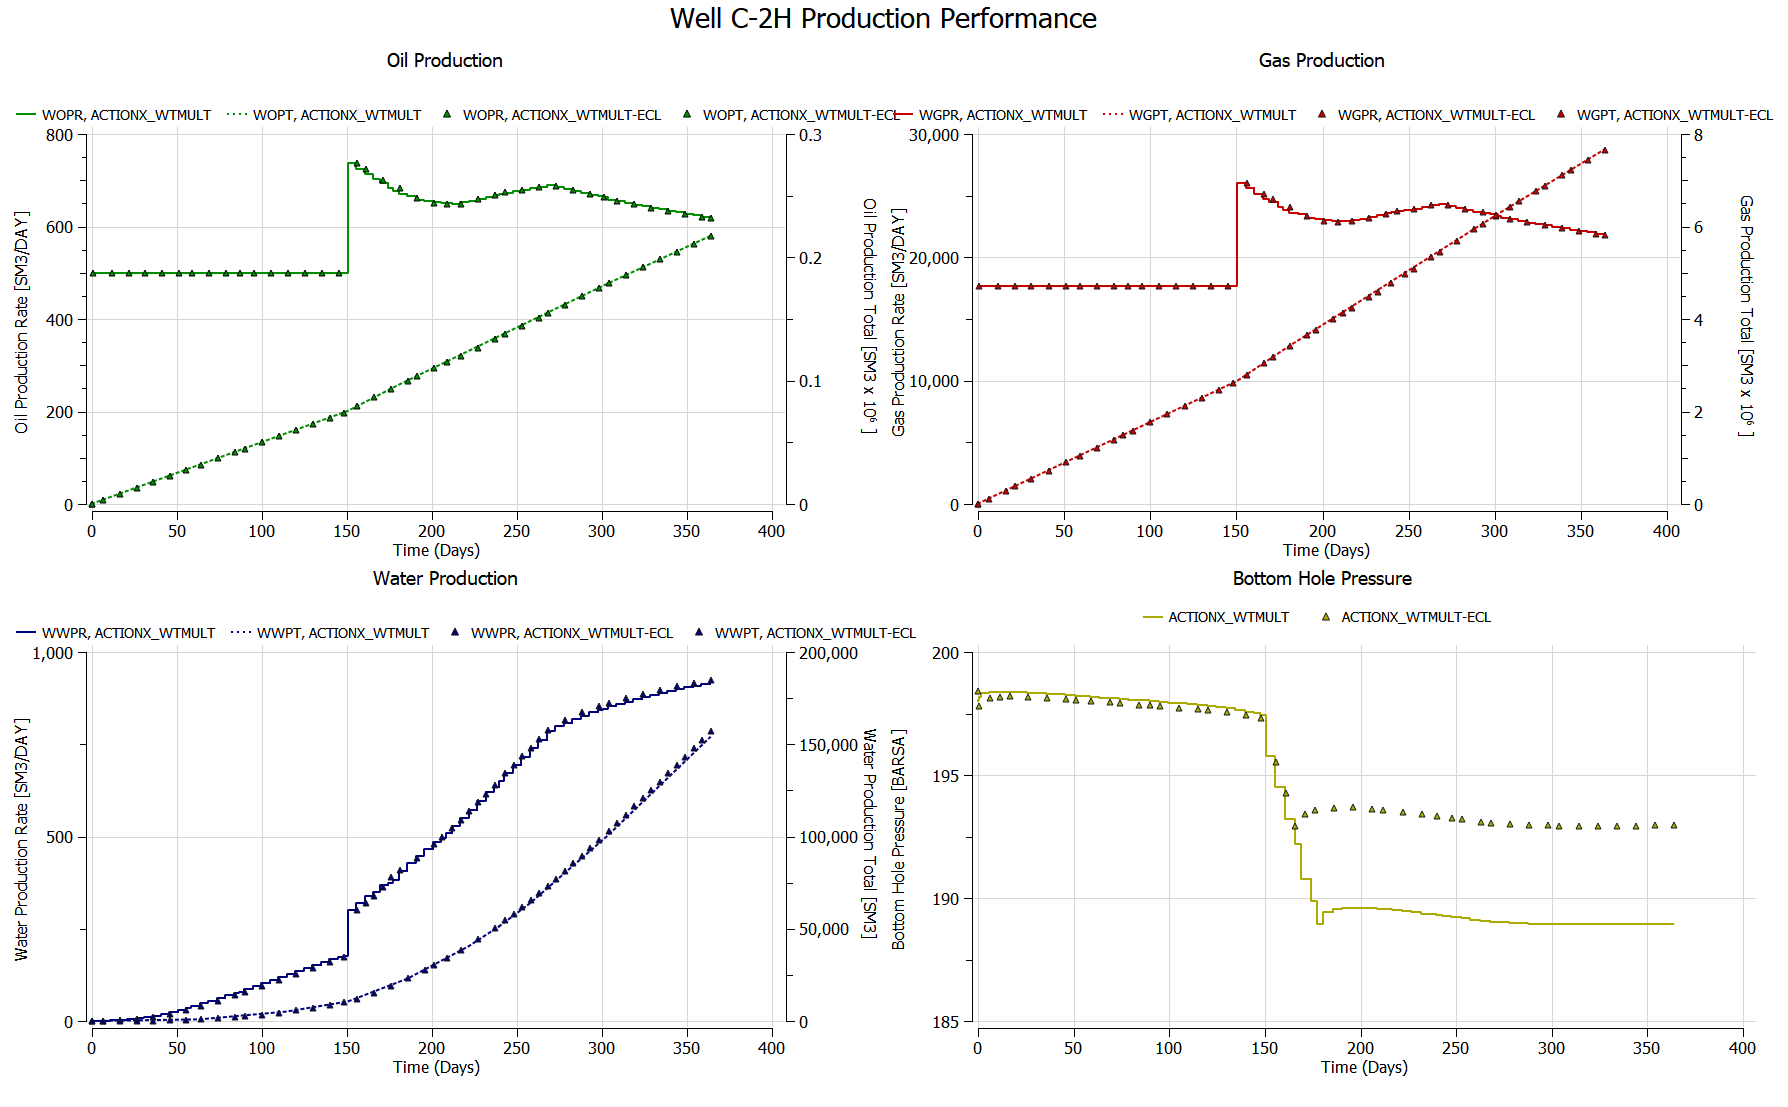 Well C-2H Production Performance
Oil Production
WOPR, ACTIONX_WTMULT WOPT, ACTIONX_WTMULT WOPR, ACTIONX_WTMULT-ECL WOPT, ACTIONX_WTMULT-ECL
800
600
400
200
0
Oil Production Rate [SM3/DAY]
0.3
0.2
0.1
0
Oil Production Total [SM3 x 10⁶ ]
0 50 100 150 200 250 300 350 400
Time (Days)
Gas Production
WGPR, ACTIONX_WTMULT WGPT, ACTIONX_WTMULT WGPR, ACTIONX_WTMULT-ECL WGPT, ACTIONX_WTMULT-ECL
30,000
20,000
10,000
0
Gas Production Rate [SM3/DAY]
8
6
4
2
0
Gas Production Total [SM3 x 10⁶ ]
0 50 100 150 200 250 300 350 400
Time (Days)
Water Production
WWPR, ACTIONX_WTMULT WWPT, ACTIONX_WTMULT WWPR, ACTIONX_WTMULT-ECL WWPT, ACTIONX_WTMULT-ECL
1,000
500
0
Water Production Rate [SM3/DAY]
200,000
150,000
100,000
50,000
0
Water Production Total [SM3]
0 50 100 150 200 250 300 350 400
Time (Days)
Bottom Hole Pressure
ACTIONX_WTMULT ACTIONX_WTMULT-ECL
200
195
190
185
Bottom Hole Pressure [BARSA]
0 50 100 150 200 250 300 350 400
Time (Days)